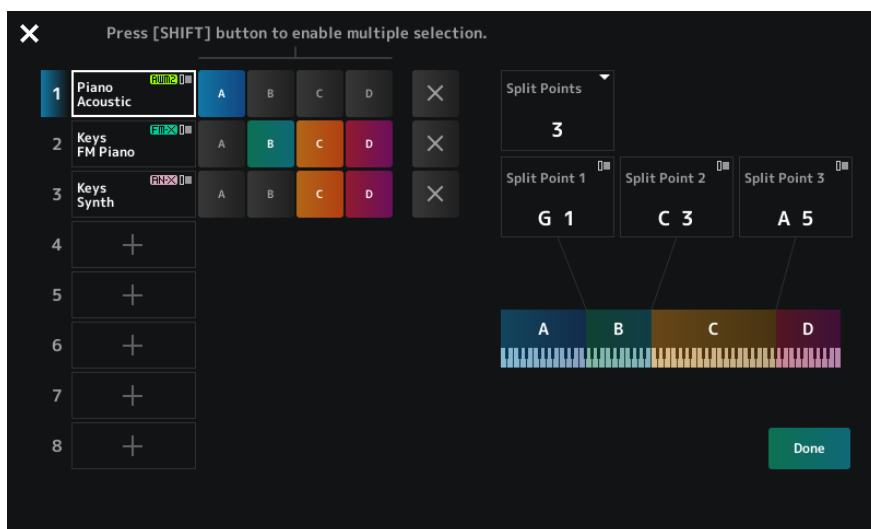 Press [SHIFT] button to enable multiple selection.
1 Piano Acoustic AWM2 A B C D
2 Keys FM Piano FM-X A B C D
3 Keys Synth AN-X A B C D
4
5
6
7
8
Split Points
3
Split Point 1 Split Point 2 Split Point 3
G 1 C 3 A 5
A B C D
Done